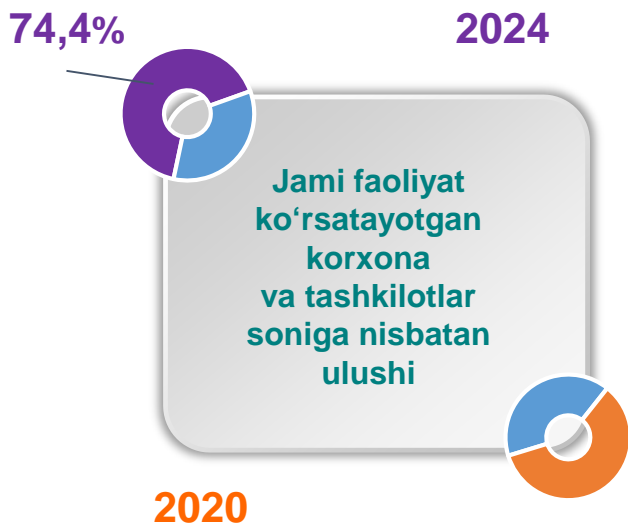 74,4%
2024
Jami faoliyat
ko‘rsatayotgan
korxona
va tashkilotlar
soniga nisbatan
ulushi
2020